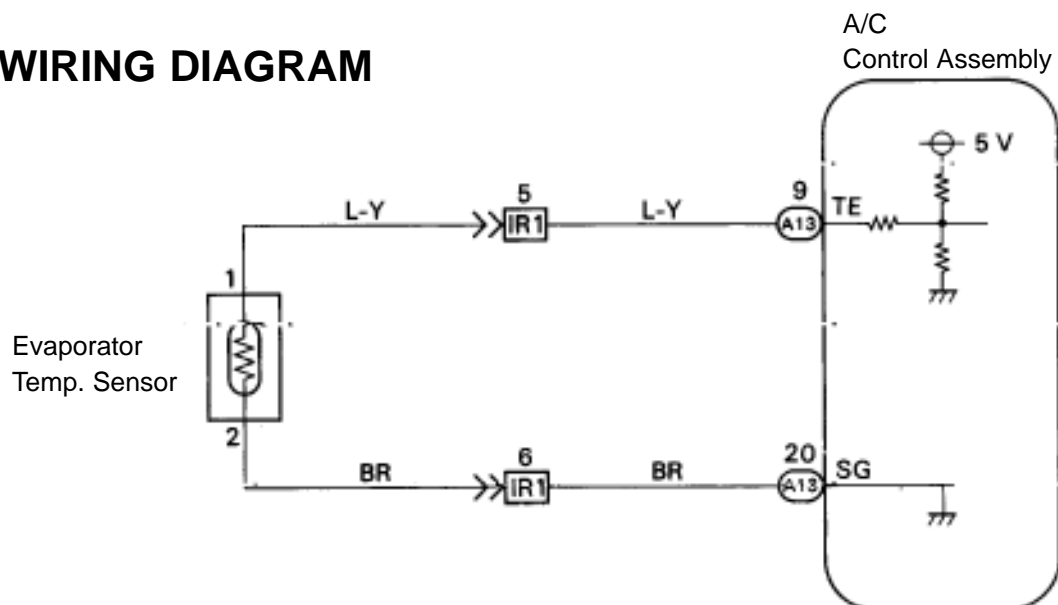 A/C
Control Assembly
WIRING DIAGRAM
5 V
5
9
L-Y
IR1
L-Y
A13
TE
1
Evaporator
Temp. Sensor
2
6
20
BR
IR1
BR
A13
SG